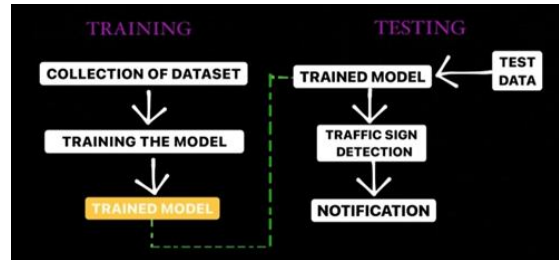 TRAINING
COLLECTION OF DATASET
TRAINING THE MODEL
TRAINED MODEL
TESTING
TRAINED MODEL
TEST
DATA
TRAFFIC SIGN
DETECTION
NOTIFICATION